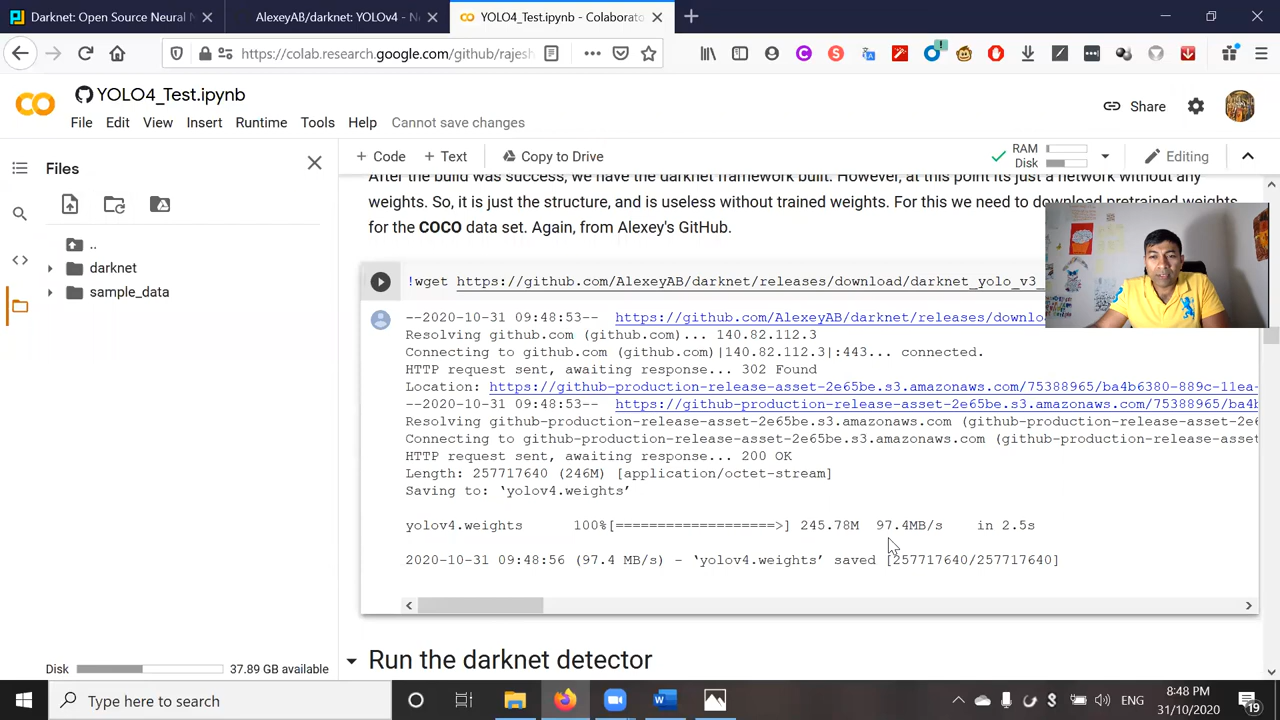 Darknet: Open Source Neural N
AlexeyAB/darknet: YOLOv4 - Ne
YOLO4_Test.ipynb - Colaborato
https://colab.research.google.com/github/rajesh
YOLO4_Test.ipynb
Share
File Edit View Insert Runtime Tools Help Cannot save changes
Files
+ Code + Text Copy to Drive
RAM
Disk
Editing
After the build was success, we have the darknet framework built. However, at this point its just a network without any
weights. So, it is just the structure, and is useless without trained weights. For this we need to download pretrained weights
for the COCO data set. Again, from Alexey's GitHub.
..
darknet
sample_data
!wget https://github.com/AlexeyAB/darknet/releases/download/darknet_yolo_v3_
--2020-10-31 09:48:53-- https://github.com/AlexeyAB/darknet/releases/downloa
Resolving github.com (github.com)... 140.82.112.3
Connecting to github.com (github.com)|140.82.112.3|:443... connected.
HTTP request sent, awaiting response... 302 Found
Location: https://github-production-release-asset-2e65be.s3.amazonaws.com/75388965/ba4b6380-889c-11ea-
--2020-10-31 09:48:53-- https://github-production-release-asset-2e65be.s3.amazonaws.com/75388965/ba4b
Resolving github-production-release-asset-2e65be.s3.amazonaws.com (github-production-release-asset-2e6
Connecting to github-production-release-asset-2e65be.s3.amazonaws.com (github-production-release-asset
HTTP request sent, awaiting response... 200 OK
Length: 257717640 (246M) [application/octet-stream]
Saving to: ‘yolov4.weights’
yolov4.weights 100%[===================>] 245.78M 97.4MB/s in 2.5s
2020-10-31 09:48:56 (97.4 MB/s) - ‘yolov4.weights’ saved [257717640/257717640]
Run the darknet detector
Disk 37.89 GB available
Type here to search
ENG
8:48 PM
31/10/2020
19